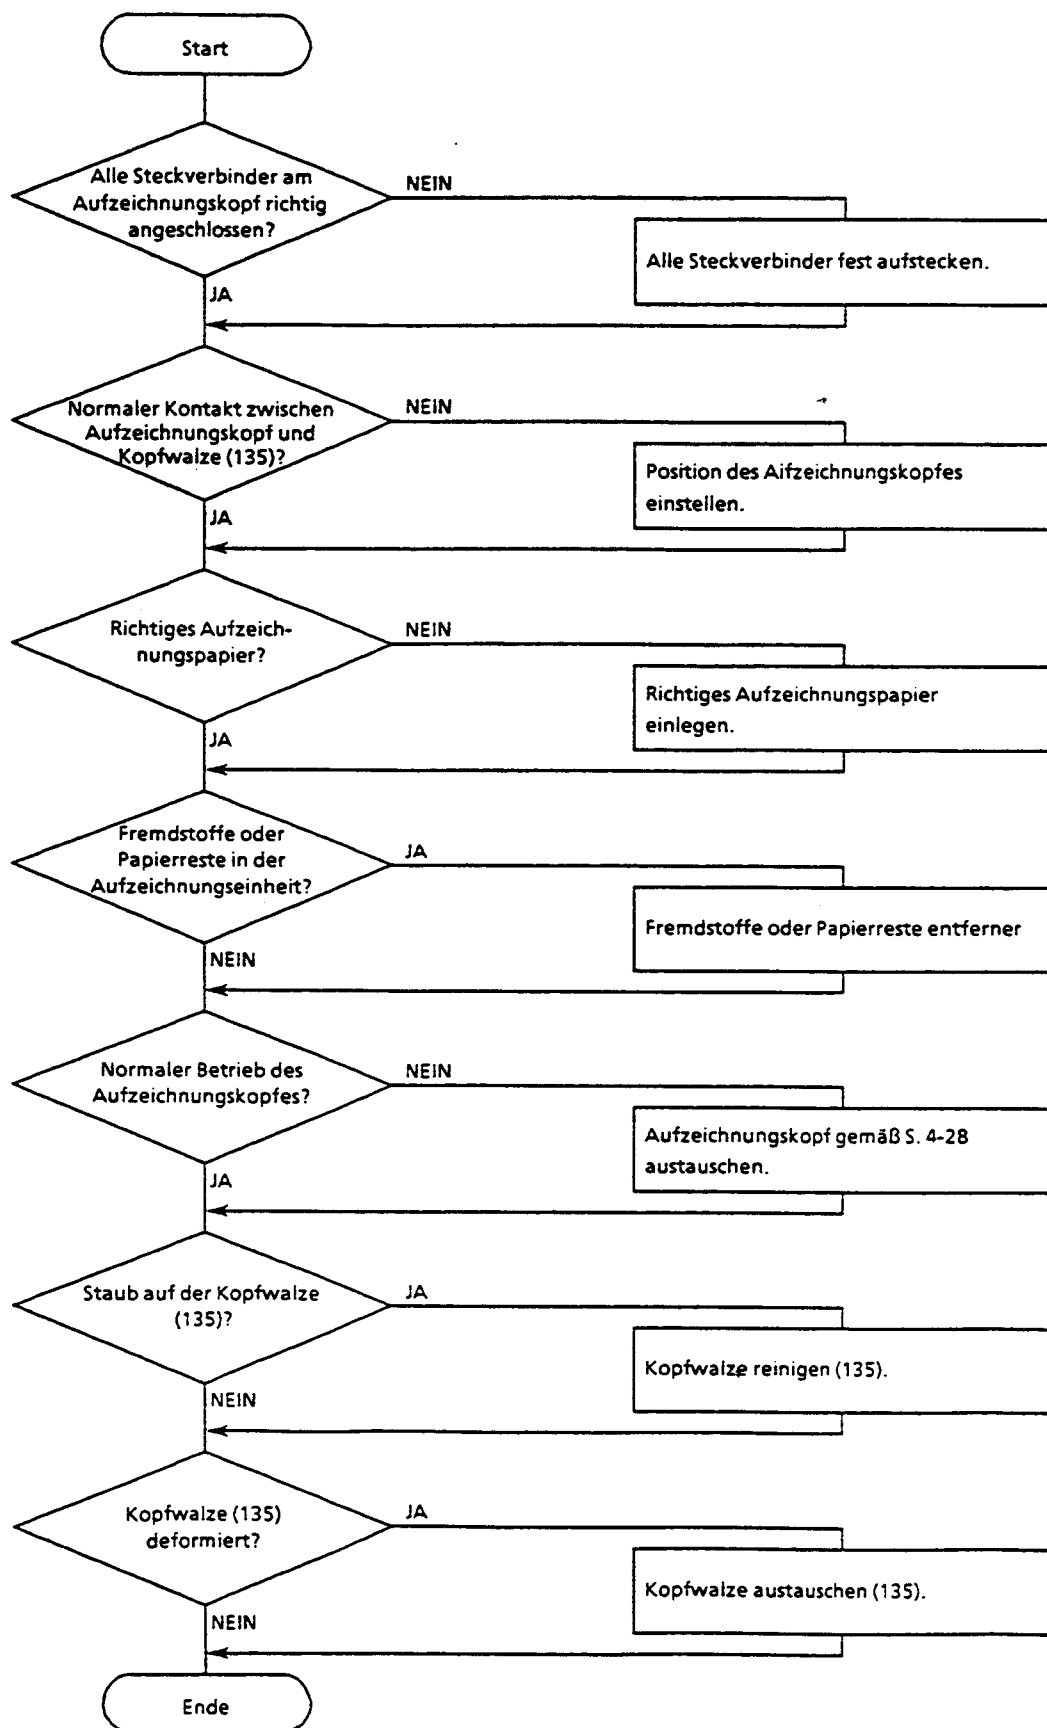 Start
Alle Steckverbinder am
Aufzeichnungskopf richtig
angeschlossen?
NEIN
Alle Steckverbinder fest aufstecken.
JA
Normaler Kontakt zwischen
Aufzeichnungskopf und
Kopfwalze (135)?
NEIN
Position des Aifzeichnungskopfes
einstellen.
JA
Richtiges Aufzeich-
nungspapier?
NEIN
Richtiges Aufzeichnungspapier
einlegen.
JA
Fremdstoffe oder
Papierreste in der
Aufzeichnungseinheit?
JA
Fremdstoffe oder Papierreste entferner
NEIN
Normaler Betrieb des
Aufzeichnungskopfes?
NEIN
Aufzeichnungskopf gemäß S. 4-28
austauschen.
JA
Staub auf der Kopfwalze
(135)?
JA
Kopfwalze reinigen (135).
NEIN
Kopfwalze (135)
deformiert?
JA
Kopfwalze austauschen (135).
NEIN
Ende